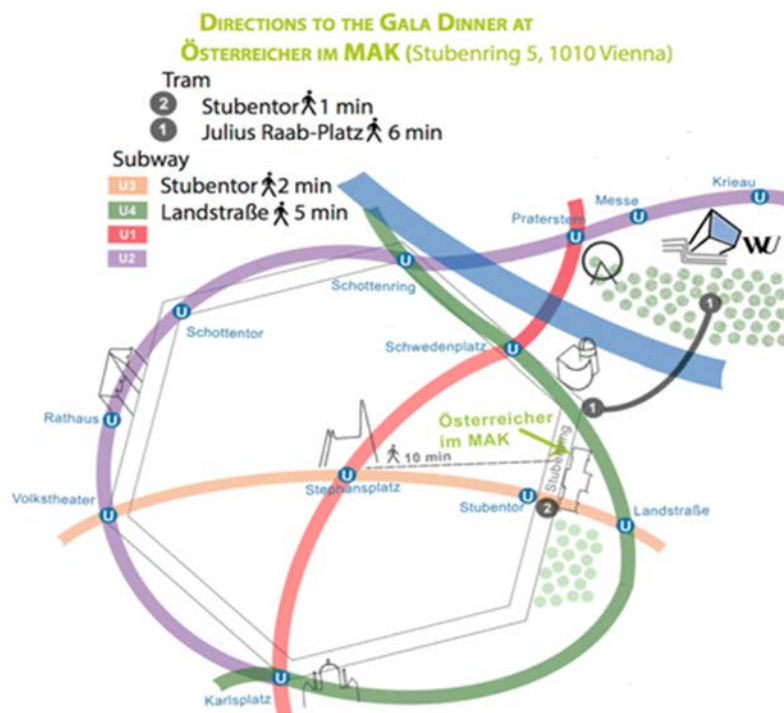 DIRECTIONS TO THE GALA DINNER AT
ÖSTERREICHER IM MAK (Stubenring 5, 1010 Vienna)
Tram
2 Stubentor 1 min
1 Julius Raab-Platz 6 min
Subway
U3 Stubentor 2 min
U4 Landstraße 5 min
U1
U2
Krieau
U
Messe
U
Praterstern
U
WU
Schottenring
U
1
Schottentor
U
Schwedenplatz
U
1
Rathaus
U
Österreicher
im MAK
10 min
Stubenring
Stephansplatz
U
Volkstheater
U
Stubentor
U
2
Landstraße
U
Karlsplatz
U